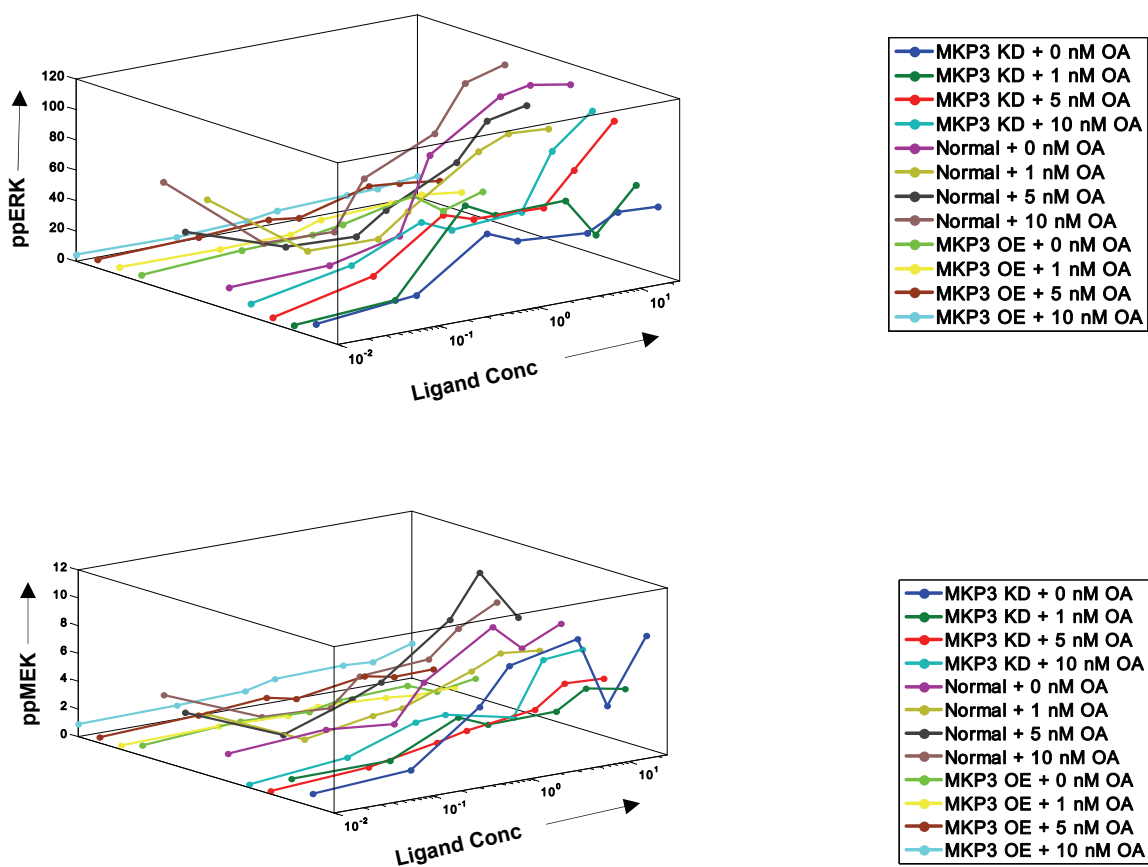 120
100
80
60
40
20
0
ppERK
10-2
10-1
100
101
Ligand Conc
MKP3 KD + 0 nM OA
MKP3 KD + 1 nM OA
MKP3 KD + 5 nM OA
MKP3 KD + 10 nM OA
Normal + 0 nM OA
Normal + 1 nM OA
Normal + 5 nM OA
Normal + 10 nM OA
MKP3 OE + 0 nM OA
MKP3 OE + 1 nM OA
MKP3 OE + 5 nM OA
MKP3 OE + 10 nM OA
12
10
8
6
4
2
0
ppMEK
10-2
10-1
100
101
Ligand Conc
MKP3 KD + 0 nM OA
MKP3 KD + 1 nM OA
MKP3 KD + 5 nM OA
MKP3 KD + 10 nM OA
Normal + 0 nM OA
Normal + 1 nM OA
Normal + 5 nM OA
Normal + 10 nM OA
MKP3 OE + 0 nM OA
MKP3 OE + 1 nM OA
MKP3 OE + 5 nM OA
MKP3 OE + 10 nM OA